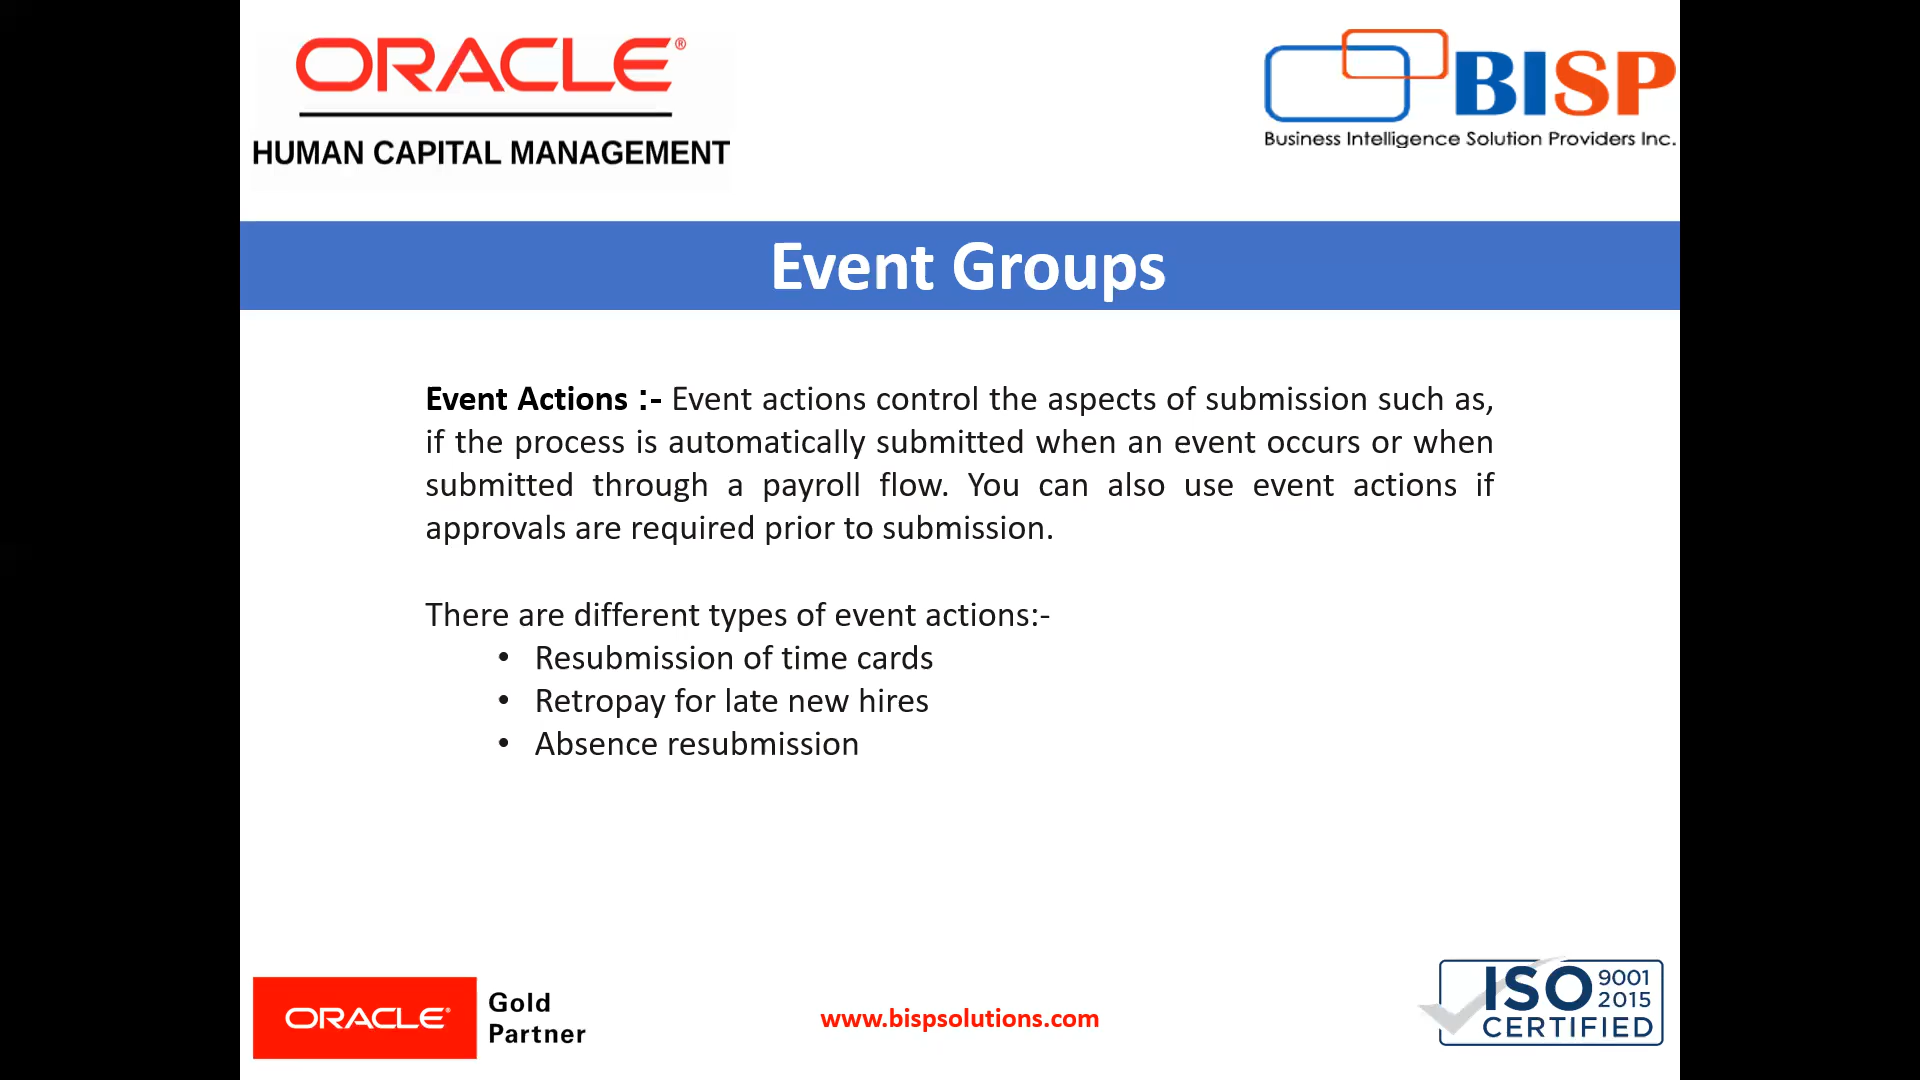 ORACLE®
HUMAN CAPITAL MANAGEMENT
BISP
Business Intelligence Solution Providers Inc.
Event Groups
Event Actions :- Event actions control the aspects of submission such as,
if the process is automatically submitted when an event occurs or when
submitted through a payroll flow. You can also use event actions if
approvals are required prior to submission.
There are different types of event actions:-
• Resubmission of time cards
• Retropay for late new hires
• Absence resubmission
ORACLE®
Gold
Partner
www.bispsolutions.com
ISO 9001
2015
CERTIFIED